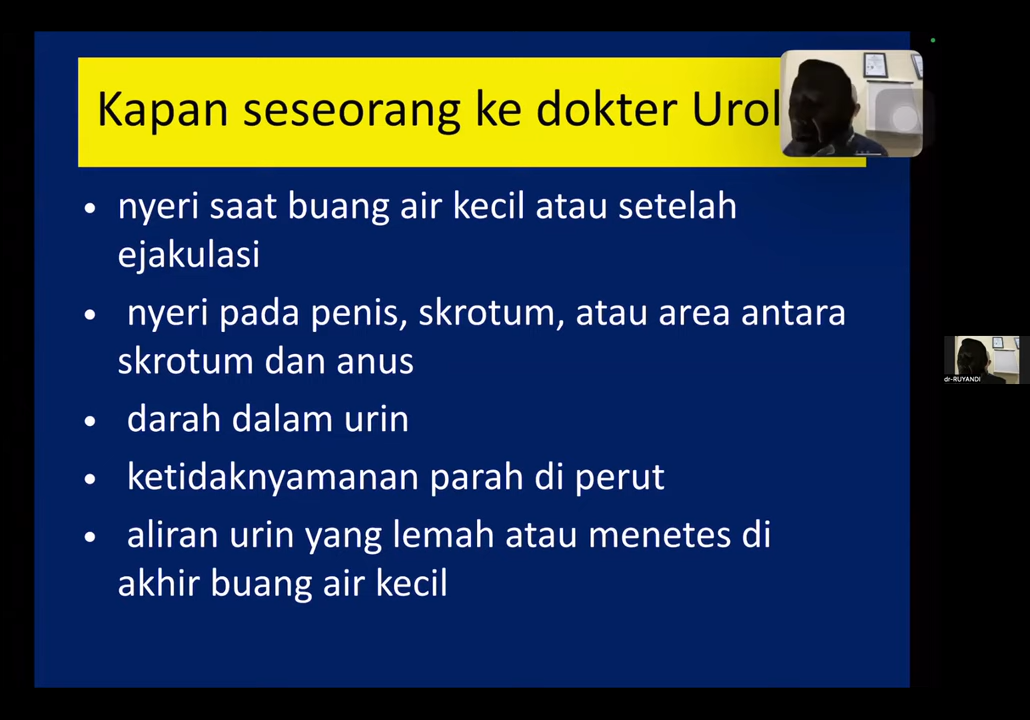 Kapan seseorang ke dokter
• nyeri saat buang air kecil atau setelah
ejakulasi
• nyeri pada penis, skrotum, atau area antara
skrotum dan anus
• darah dalam urin
• ketidaknyamanan parah di perut
• aliran urin yang lemah atau menetes di
akhir buang air kecil
dr-RUYANDI